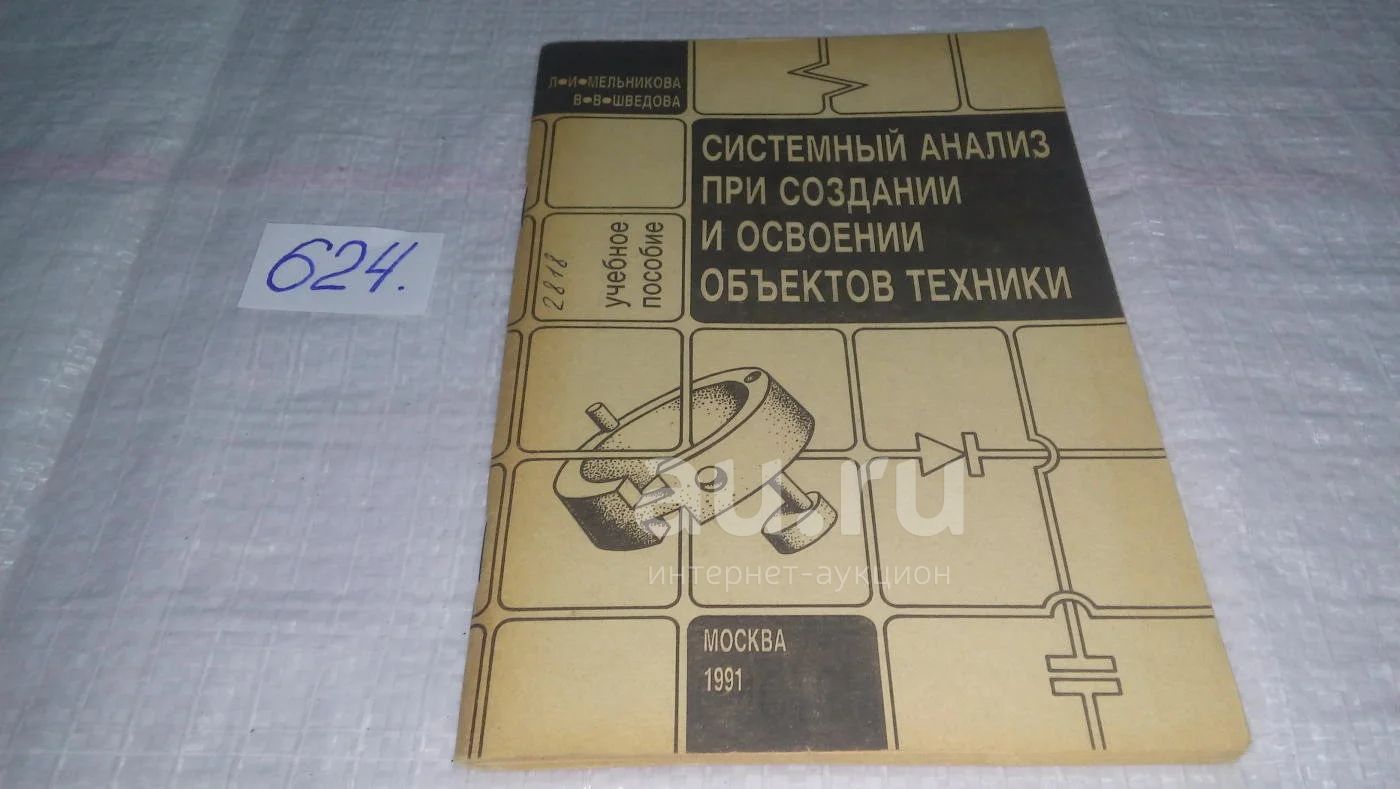 Л•И•МЕЛЬНИКОВА
В•В•ШВЕДОВА
СИСТЕМНЫЙ АНАЛИЗ
ПРИ СОЗДАНИИ
И ОСВОЕНИИ
ОБЪЕКТОВ ТЕХНИКИ
учебное
пособие
2818
624.
au.ru
интернет-аукцион
МОСКВА
1991